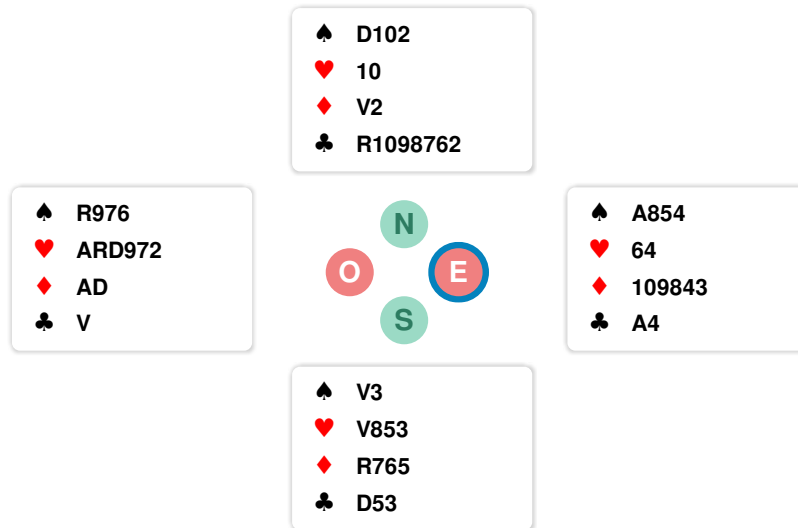 ♠ D102
♥ 10
♦ V2
♣ R1098762
♠ R976
♥ ARD972
♦ AD
♣ V
N
O
E
S
♠ A854
♥ 64
♦ 109843
♣ A4
♠ V3
♥ V853
♦ R765
♣ D53